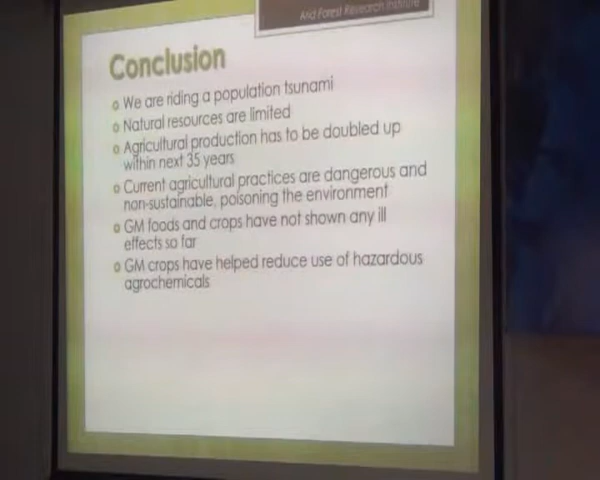 Arid Forest Research Institute
Conclusion
We are riding a population tsunami
Natural resources are limited
Agricultural production has to be doubled up
within next 35 years
Current agricultural practices are dangerous and
non-sustainable, poisoning the environment
GM foods and crops have not shown any ill
effects so far
GM crops have helped reduce use of hazardous
agrochemicals